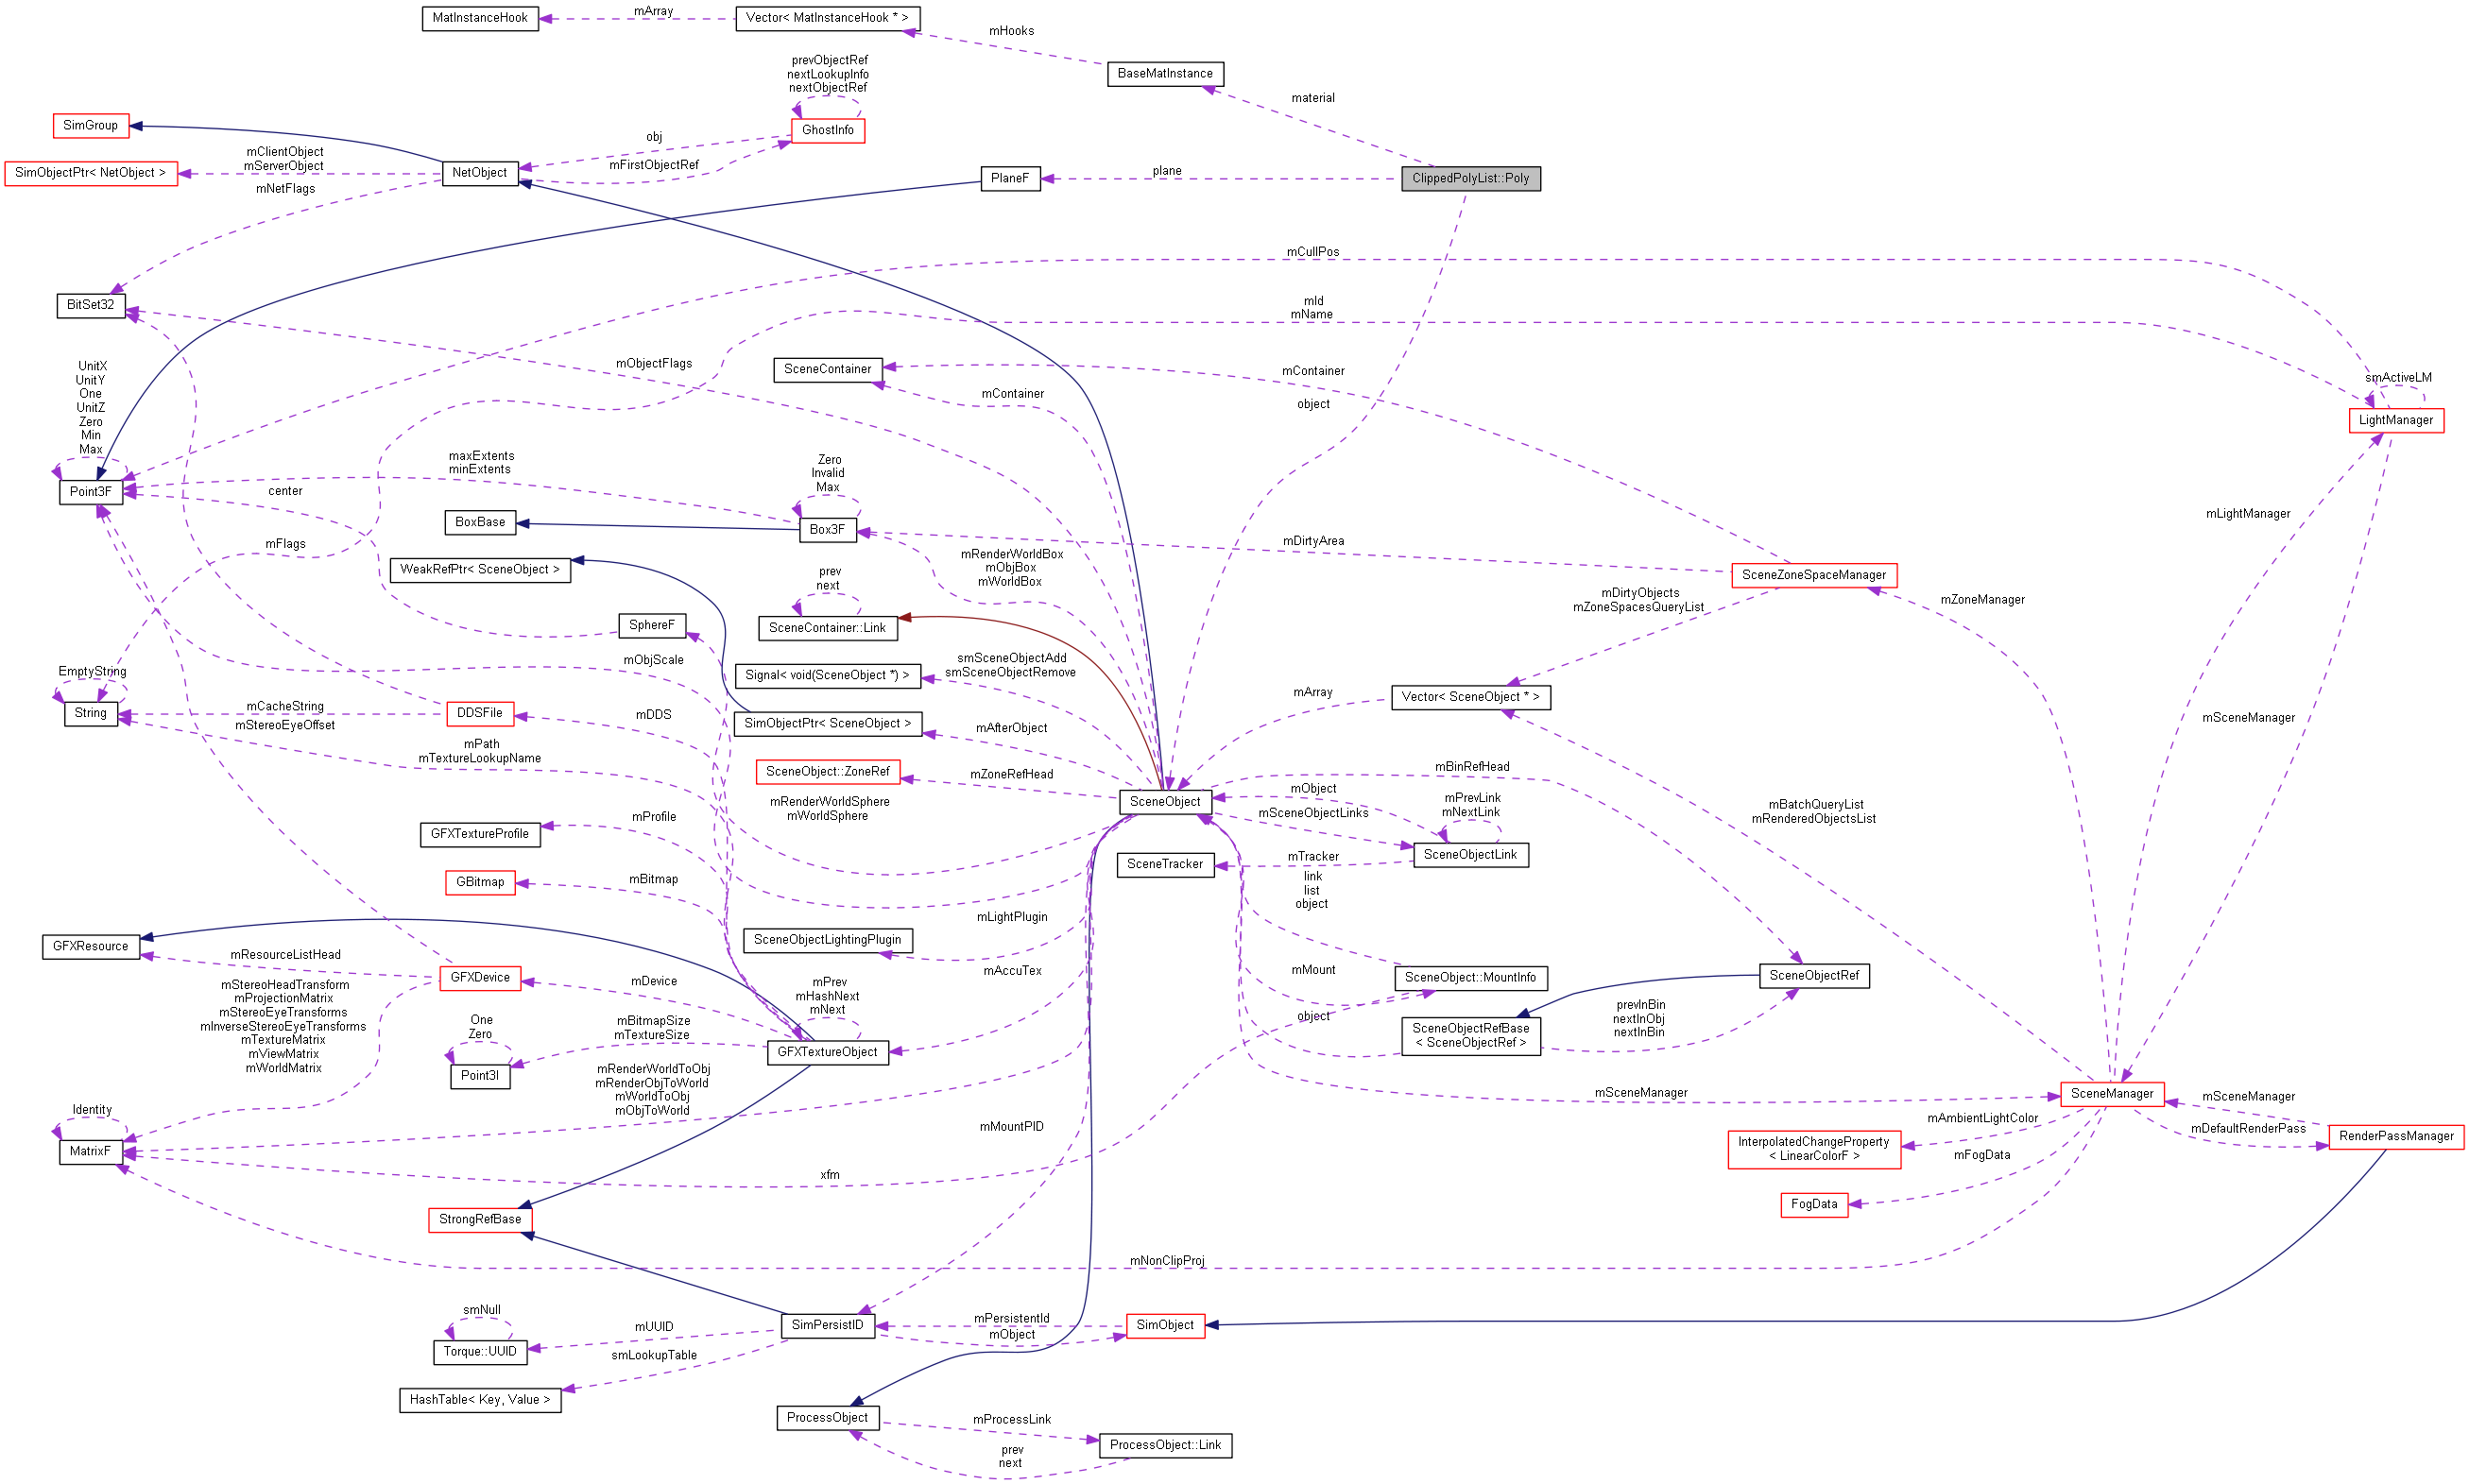 MatInstanceHook
mArray
Vector< MatInstanceHook * >
mHooks
BaseMatInstance
material
prevObjectRef
nextLookupInfo
nextObjectRef
SimGroup
GhostInfo
obj
mFirstObjectRef
mClientObject
mServerObject
SimObjectPtr< NetObject >
mNetFlags
NetObject
PlaneF
plane
ClippedPolyList::Poly
mCullPos
BitSet32
mId
mName
UnitX
UnitY
One
UnitZ
Zero
Min
Max
mObjectFlags
SceneContainer
mContainer
mContainer
object
smActiveLM
LightManager
maxExtents
minExtents
Zero
Invalid
Max
Point3F
center
BoxBase
Box3F
mLightManager
mFlags
mRenderWorldBox
mObjBox
mWorldBox
mDirtyArea
WeakRefPtr< SceneObject >
prev
next
SceneZoneSpaceManager
mDirtyObjects
mZoneSpacesQueryList
mZoneManager
SphereF
SceneContainer::Link
mObjScale
EmptyString
String
Signal< void(SceneObject *) >
smSceneObjectAdd
smSceneObjectRemove
mArray
Vector< SceneObject * >
mCacheString
mStereoEyeOffset
DDSFile
mDDS
SimObjectPtr< SceneObject >
mAfterObject
mSceneManager
mPath
mTextureLookupName
SceneObject::ZoneRef
mZoneRefHead
mBinRefHead
mRenderWorldSphere
mWorldSphere
SceneObject
mObject
mSceneObjectLinks
mPrevLink
mNextLink
mBatchQueryList
mRenderedObjectsList
GFXTextureProfile
mProfile
SceneTracker
mTracker
SceneObjectLink
GBitmap
mBitmap
link
list
object
mLightPlugin
SceneObjectLightingPlugin
GFXResource
mResourceListHead
GFXDevice
mDevice
mPrev
mHashNext
mNext
mAccuTex
mMount
SceneObject::MountInfo
SceneObjectRef
mStereoHeadTransform
mProjectionMatrix
mStereoEyeTransforms
mInverseStereoEyeTransforms
mTextureMatrix
mViewMatrix
mWorldMatrix
One
Zero
Point3I
mBitmapSize
mTextureSize
GFXTextureObject
object
SceneObjectRefBase
< SceneObjectRef >
prevInBin
nextInObj
nextInBin
mRenderWorldToObj
mRenderObjToWorld
mWorldToObj
mObjToWorld
mSceneManager
SceneManager
mSceneManager
Identity
MatrixF
mMountPID
mAmbientLightColor
mDefaultRenderPass
RenderPassManager
InterpolatedChangeProperty
< LinearColorF >
mFogData
xfm
FogData
StrongRefBase
mNonClipProj
smNull
Torque::UUID
mUUID
SimPersistID
mPersistentId
mObject
SimObject
smLookupTable
HashTable< Key, Value >
ProcessObject
mProcessLink
prev
next
ProcessObject::Link